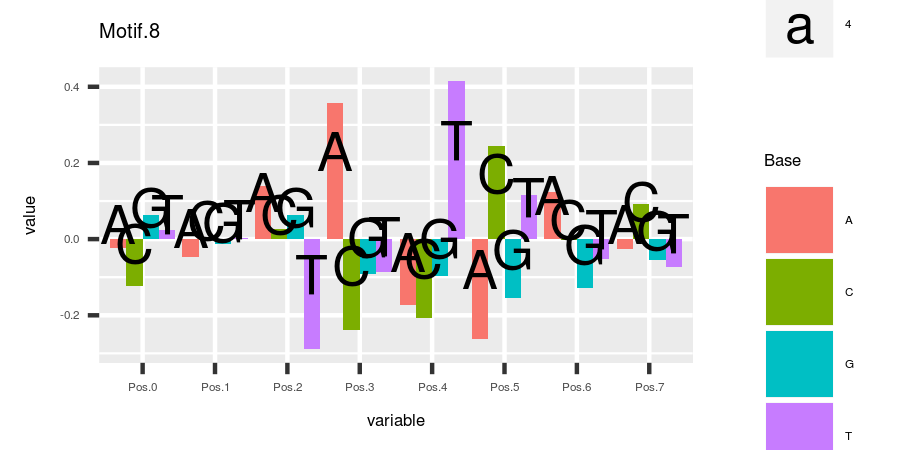 Motif.8
a 4
value
0.4
0.2
0.0
-0.2
A C G T A C G T A C G T A C G T A C G T A C G T A C G T A C G T
Pos.0 Pos.1 Pos.2 Pos.3 Pos.4 Pos.5 Pos.6 Pos.7
variable
Base
A
C
G
T